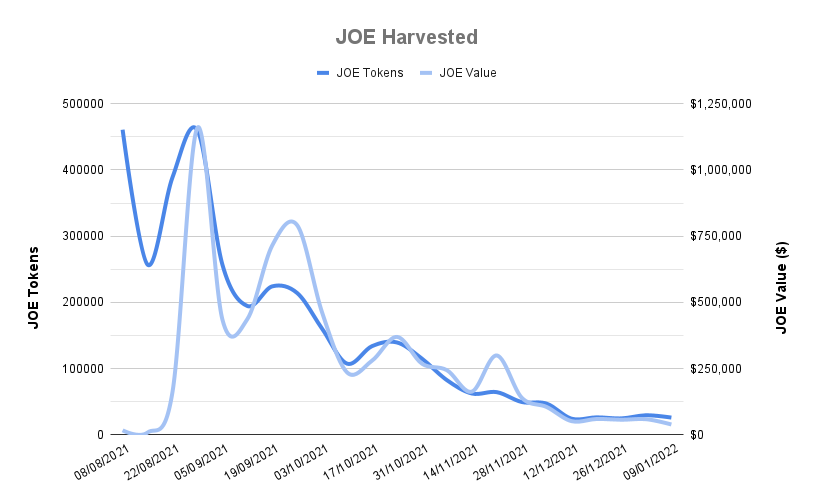 JOE Harvested
JOE Tokens JOE Value
500000 $1,250,000
400000 $1,000,000
300000 $750,000
200000 $500,000
100000 $250,000
0 $0
JOE Tokens
JOE Value ($)
08/08/2021 22/08/2021 05/09/2021 19/09/2021 03/10/2021 17/10/2021 31/10/2021 14/11/2021 28/11/2021 12/12/2021 26/12/2021 09/01/2022